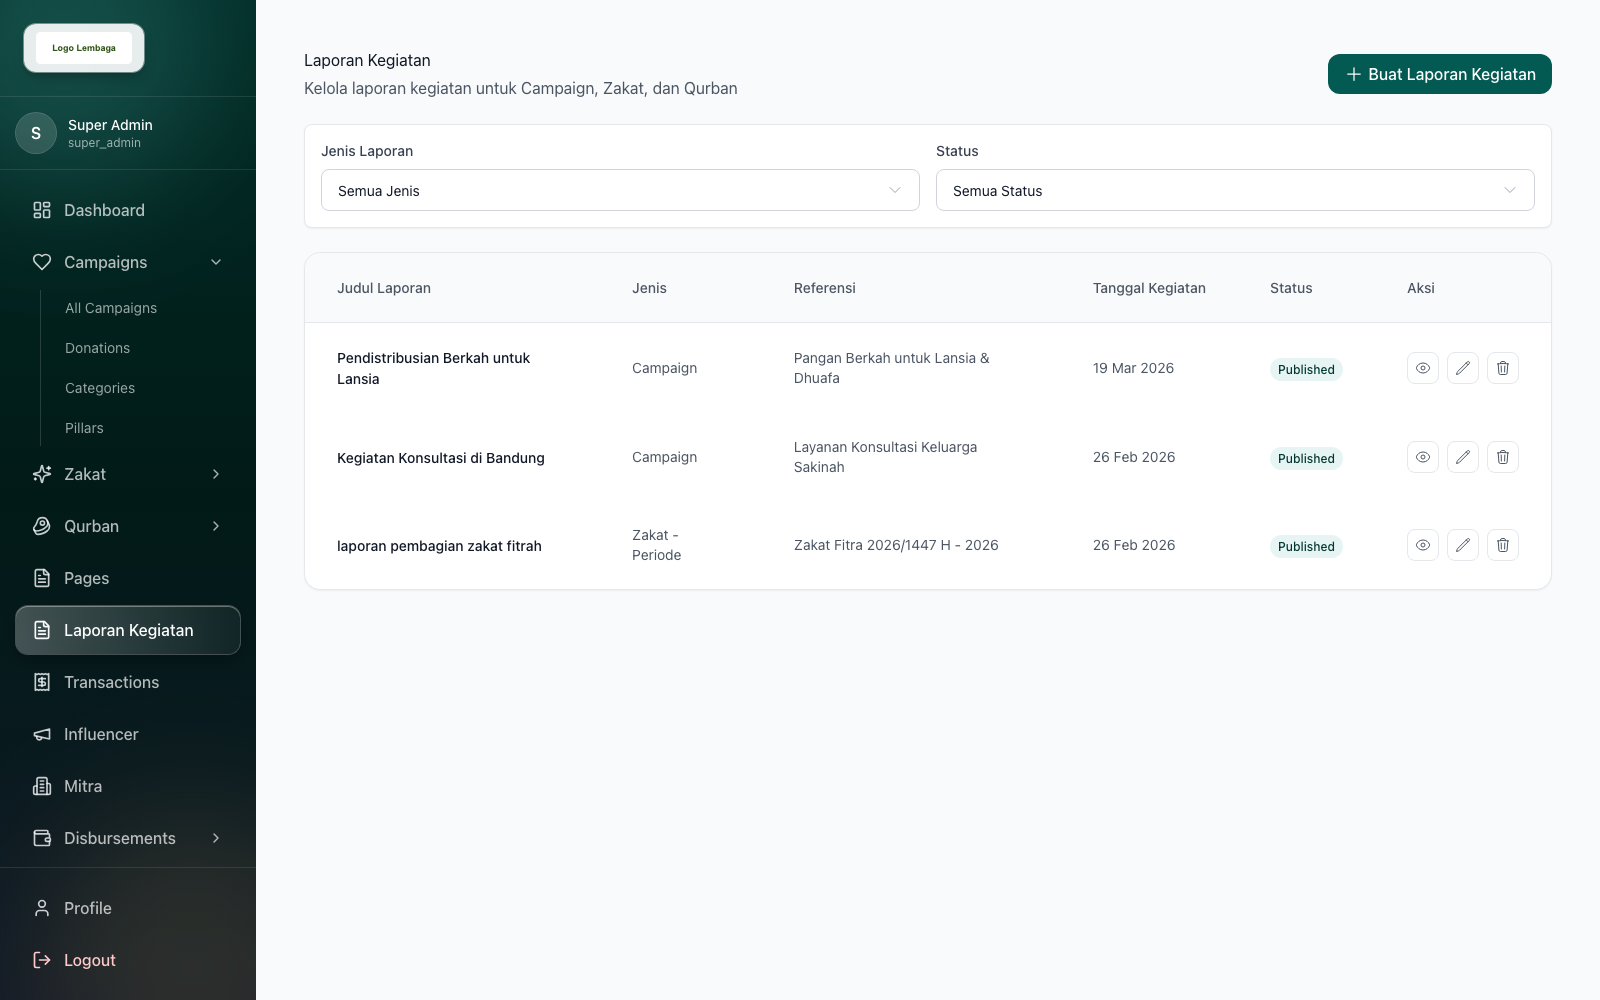 Logo Lembaga
S
Super Admin
super_admin
Dashboard
Campaigns
All Campaigns
Donations
Categories
Pillars
Zakat
Qurban
Pages
Laporan Kegiatan
Transactions
Influencer
Mitra
Disbursements
Profile
Logout
Laporan Kegiatan
Kelola laporan kegiatan untuk Campaign, Zakat, dan Qurban
Buat Laporan Kegiatan
Jenis Laporan
Semua Jenis
Status
Semua Status
Judul Laporan Jenis Referensi Tanggal Kegiatan Status Aksi
Pendistribusian Berkah untuk
Lansia
Campaign
Pangan Berkah untuk Lansia &
Dhuafa
19 Mar 2026
Published
Kegiatan Konsultasi di Bandung
Campaign
Layanan Konsultasi Keluarga
Sakinah
26 Feb 2026
Published
laporan pembagian zakat fitrah
Zakat -
Periode
Zakat Fitra 2026/1447 H - 2026
26 Feb 2026
Published